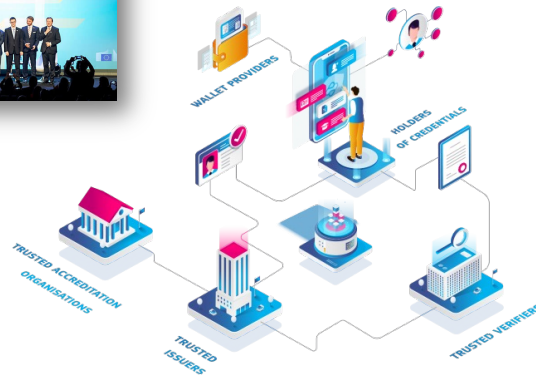 WALLET PROVIDERS
HOLDERS
OF CREDENTIALS
TRUSTED ACCREDITATION
ORGANISATIONS
TRUSTED
ISSUERS
TRUSTED VERIFIERS